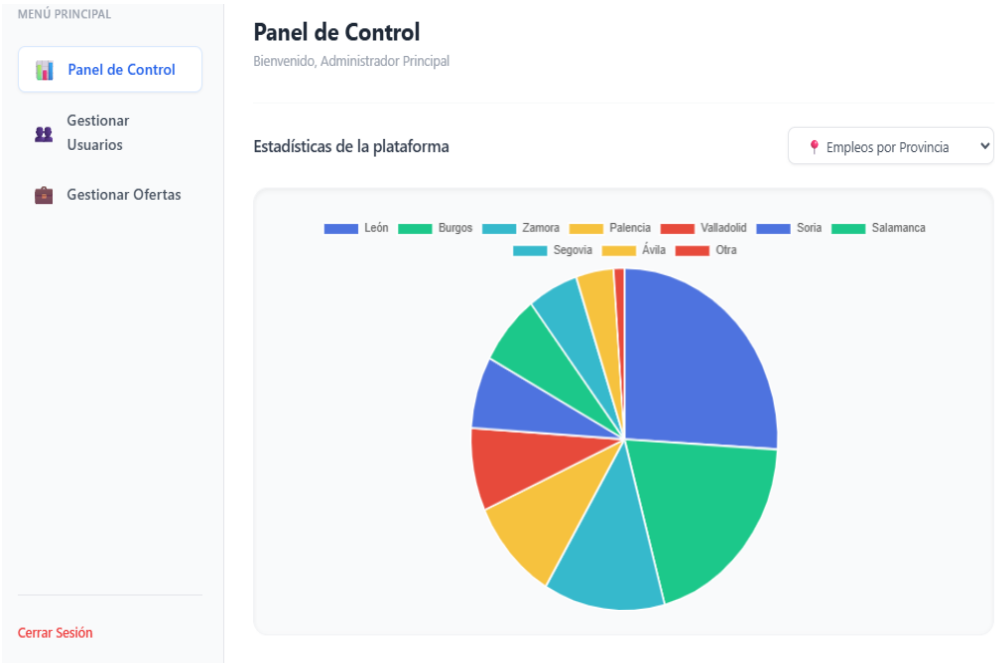 MENÚ PRINCIPAL
Panel de Control
Gestionar
Usuarios
Gestionar Ofertas
Cerrar Sesión
Panel de Control
Bienvenido, Administrador Principal
Estadísticas de la plataforma
Empleos por Provincia
León Burgos Zamora Palencia Valladolid Soria Salamanca
Segovia Ávila Otra